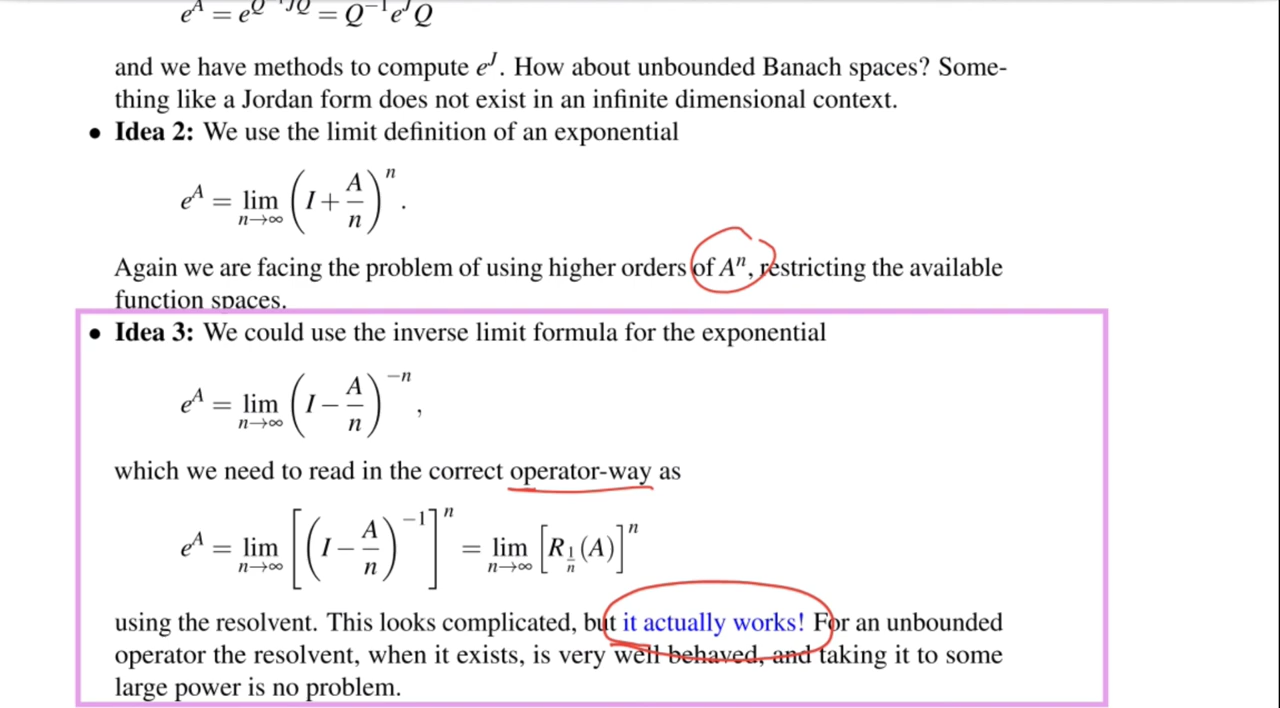 e^A = e^{Q^{-1}JQ} = Q^{-1}e^JQ
and we have methods to compute e^J. How about unbounded Banach spaces? Some-
thing like a Jordan form does not exist in an infinite dimensional context.
• Idea 2: We use the limit definition of an exponential
e^A = lim_{n→∞} (I + A/n)^n.
Again we are facing the problem of using higher orders of A^n, restricting the available
function spaces.
• Idea 3: We could use the inverse limit formula for the exponential
e^A = lim_{n→∞} (I − A/n)^{−n},
which we need to read in the correct operator-way as
e^A = lim_{n→∞} [(I − A/n)^{−1}]^n = lim_{n→∞} [R_{1/n}(A)]^n
using the resolvent. This looks complicated, but it actually works! For an unbounded
operator the resolvent, when it exists, is very well behaved, and taking it to some
large power is no problem.